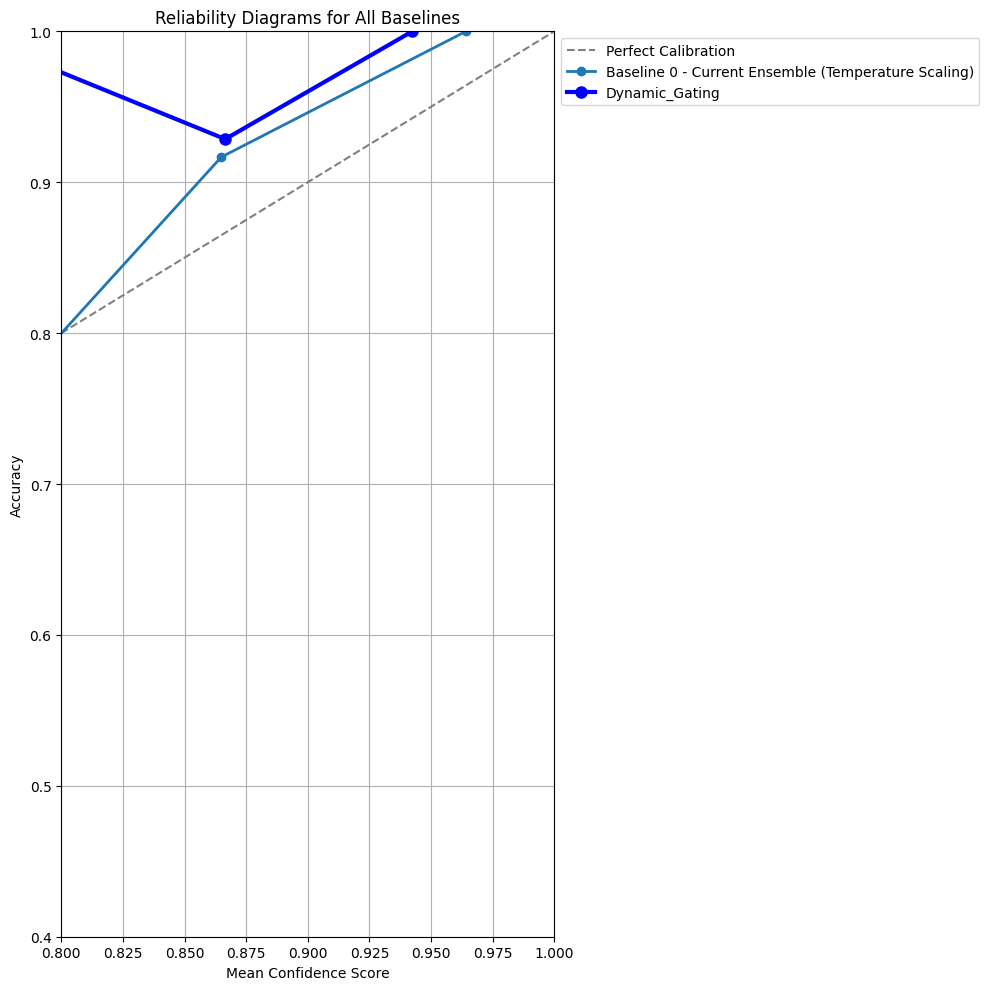 Reliability Diagrams for All Baselines
Perfect Calibration
Baseline 0 - Current Ensemble (Temperature Scaling)
Dynamic_Gating
1.0
0.9
0.8
0.7
0.6
0.5
0.4
Accuracy
0.800 0.825 0.850 0.875 0.900 0.925 0.950 0.975 1.000
Mean Confidence Score